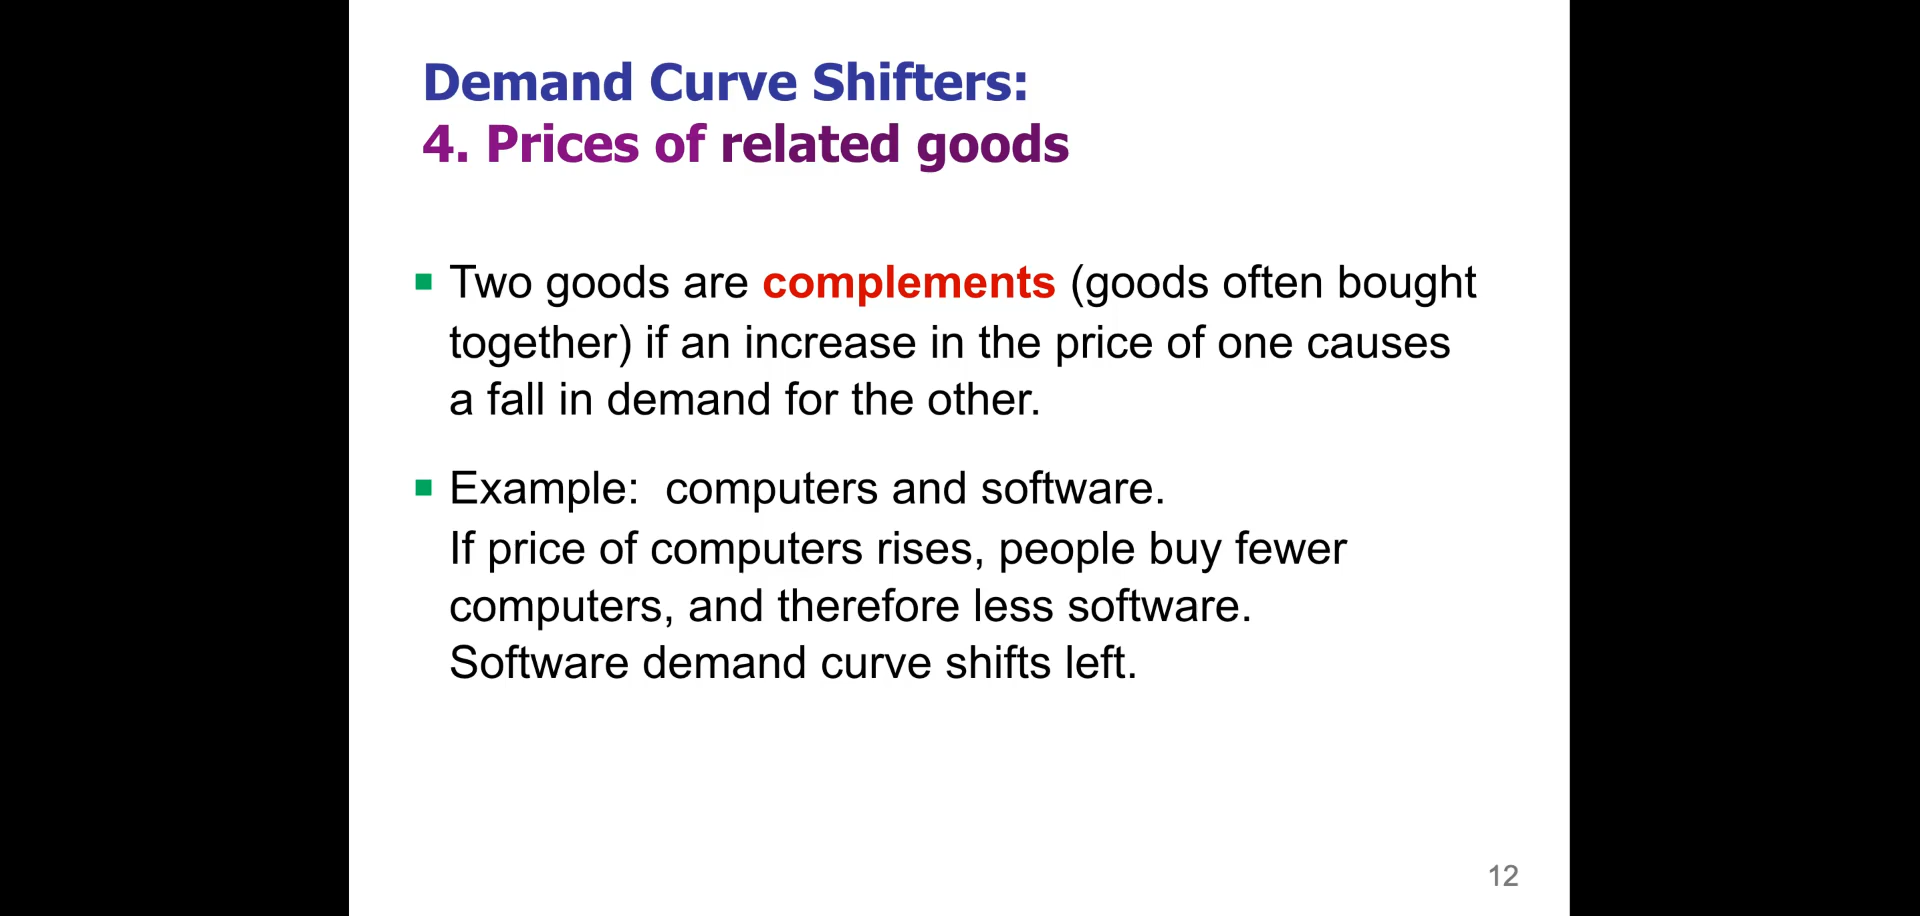 Demand Curve Shifters:
4. Prices of related goods
Two goods are complements (goods often bought
together) if an increase in the price of one causes
a fall in demand for the other.
Example:  computers and software.
If price of computers rises, people buy fewer
computers, and therefore less software.
Software demand curve shifts left.
12